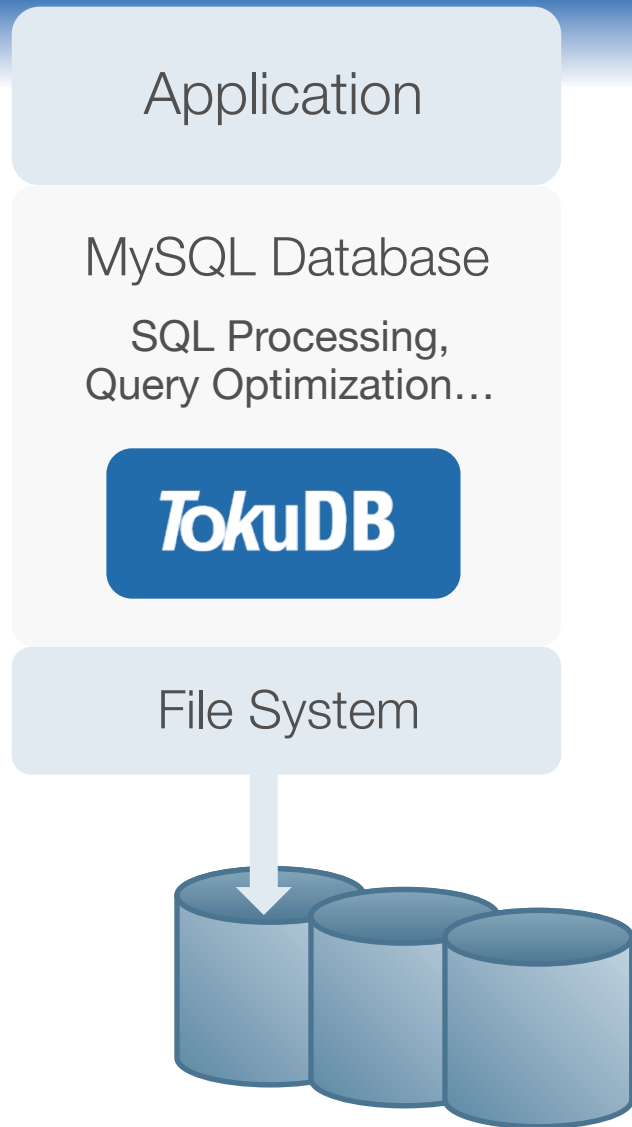 Application
MySQL Database
SQL Processing,
Query Optimization…
TokuDB
File System